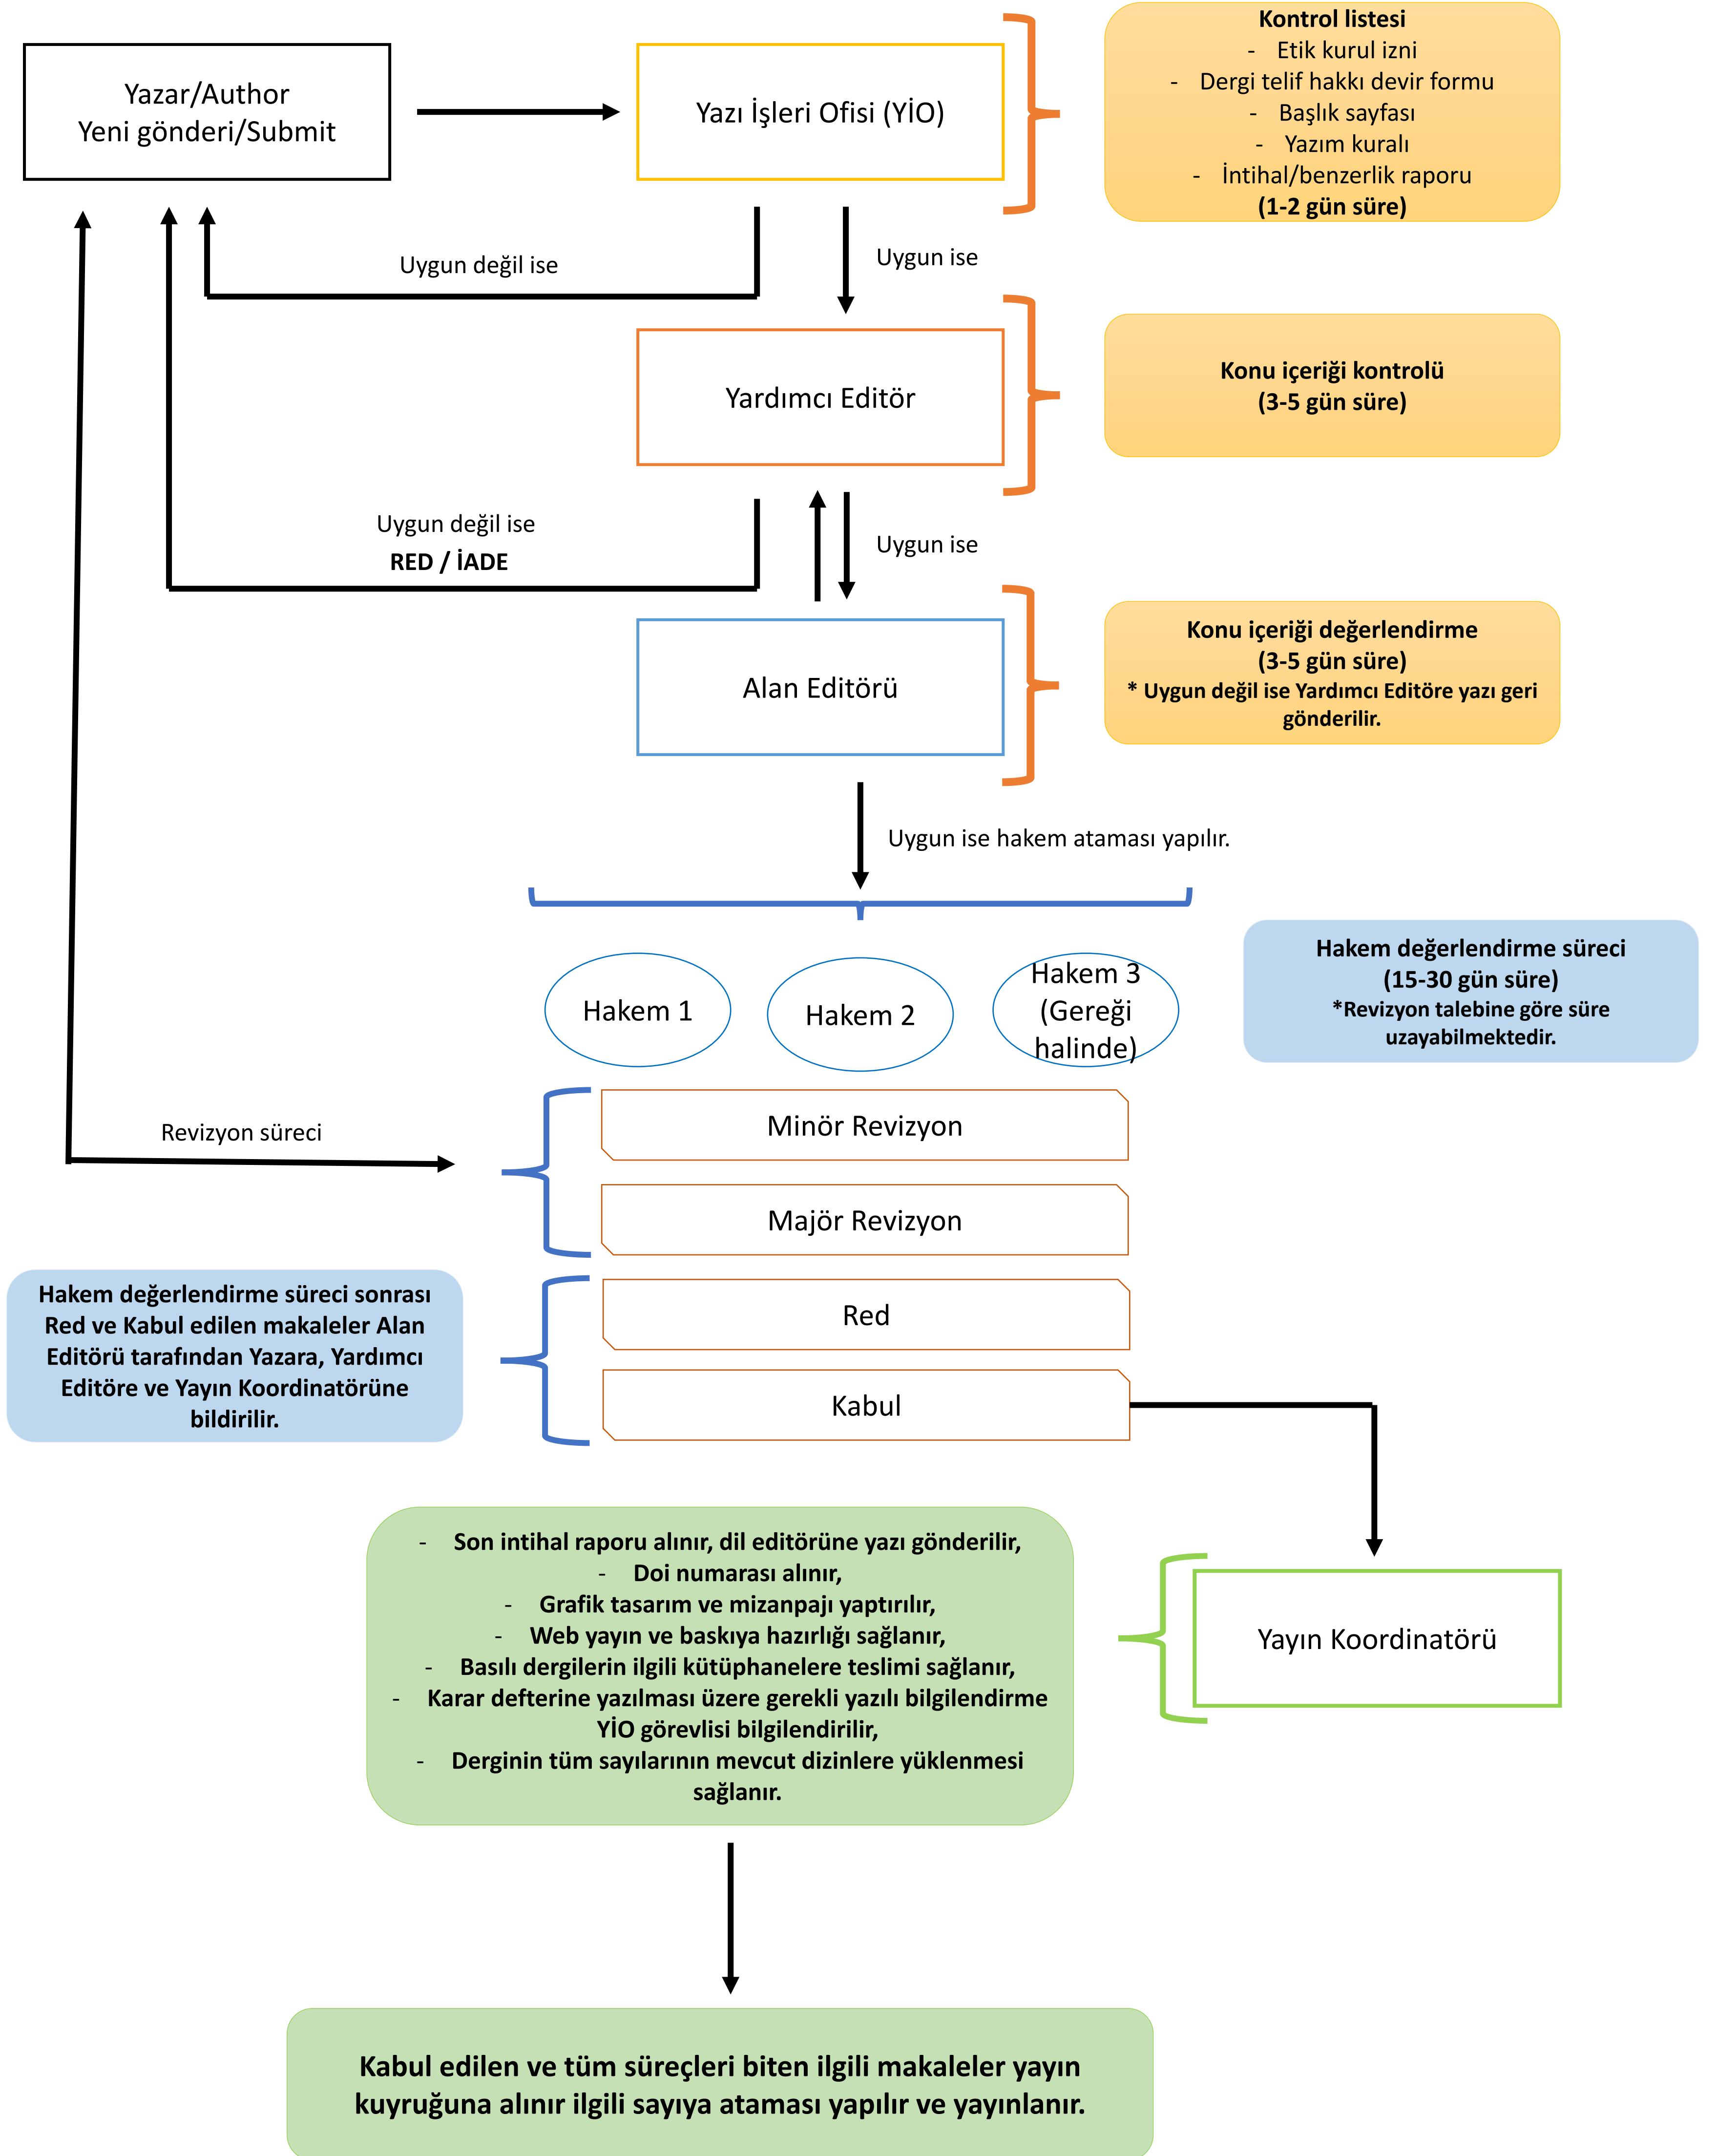 Yazar/Author
Yeni gönderi/Submit
Yazı İşleri Ofisi (YİO)
Kontrol listesi
- Etik kurul izni
- Dergi telif hakkı devir formu
- Başlık sayfası
- Yazım kuralı
- İntihal/benzerlik raporu
(1-2 gün süre)
Uygun değil ise
Uygun ise
Yardımcı Editör
Konu içeriği kontrolü
(3-5 gün süre)
Uygun değil ise
RED / İADE
Uygun ise
Alan Editörü
Konu içeriği değerlendirme
(3-5 gün süre)
* Uygun değil ise Yardımcı Editöre yazı geri
gönderilir.
Uygun ise hakem ataması yapılır.
Hakem 1
Hakem 2
Hakem 3
(Gereği
halinde)
Hakem değerlendirme süreci
(15-30 gün süre)
*Revizyon talebine göre süre
uzayabilmektedir.
Revizyon süreci
Minör Revizyon
Majör Revizyon
Hakem değerlendirme süreci sonrası
Red ve Kabul edilen makaleler Alan
Editörü tarafından Yazara, Yardımcı
Editöre ve Yayın Koordinatörüne
bildirilir.
Red
Kabul
- Son intihal raporu alınır, dil editörüne yazı gönderilir,
- Doi numarası alınır,
- Grafik tasarım ve mizanpajı yaptırılır,
- Web yayın ve baskıya hazırlığı sağlanır,
- Basılı dergilerin ilgili kütüphanelere teslimi sağlanır,
- Karar defterine yazılması üzere gerekli yazılı bilgilendirme
YİO görevlisi bilgilendirilir,
- Derginin tüm sayılarının mevcut dizinlere yüklenmesi
sağlanır.
Yayın Koordinatörü
Kabul edilen ve tüm süreçleri biten ilgili makaleler yayın
kuyruğuna alınır ilgili sayıya ataması yapılır ve yayınlanır.